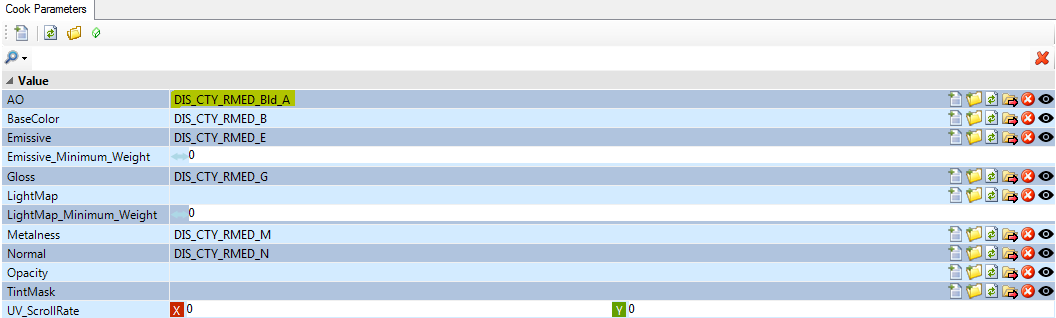 Cook Parameters
Value
AO DIS_CTY_RMED_Bld_A
BaseColor DIS_CTY_RMED_B
Emissive DIS_CTY_RMED_E
Emissive_Minimum_Weight 0
Gloss DIS_CTY_RMED_G
LightMap
LightMap_Minimum_Weight 0
Metalness DIS_CTY_RMED_M
Normal DIS_CTY_RMED_N
Opacity
TintMask
UV_ScrollRate X 0 Y 0